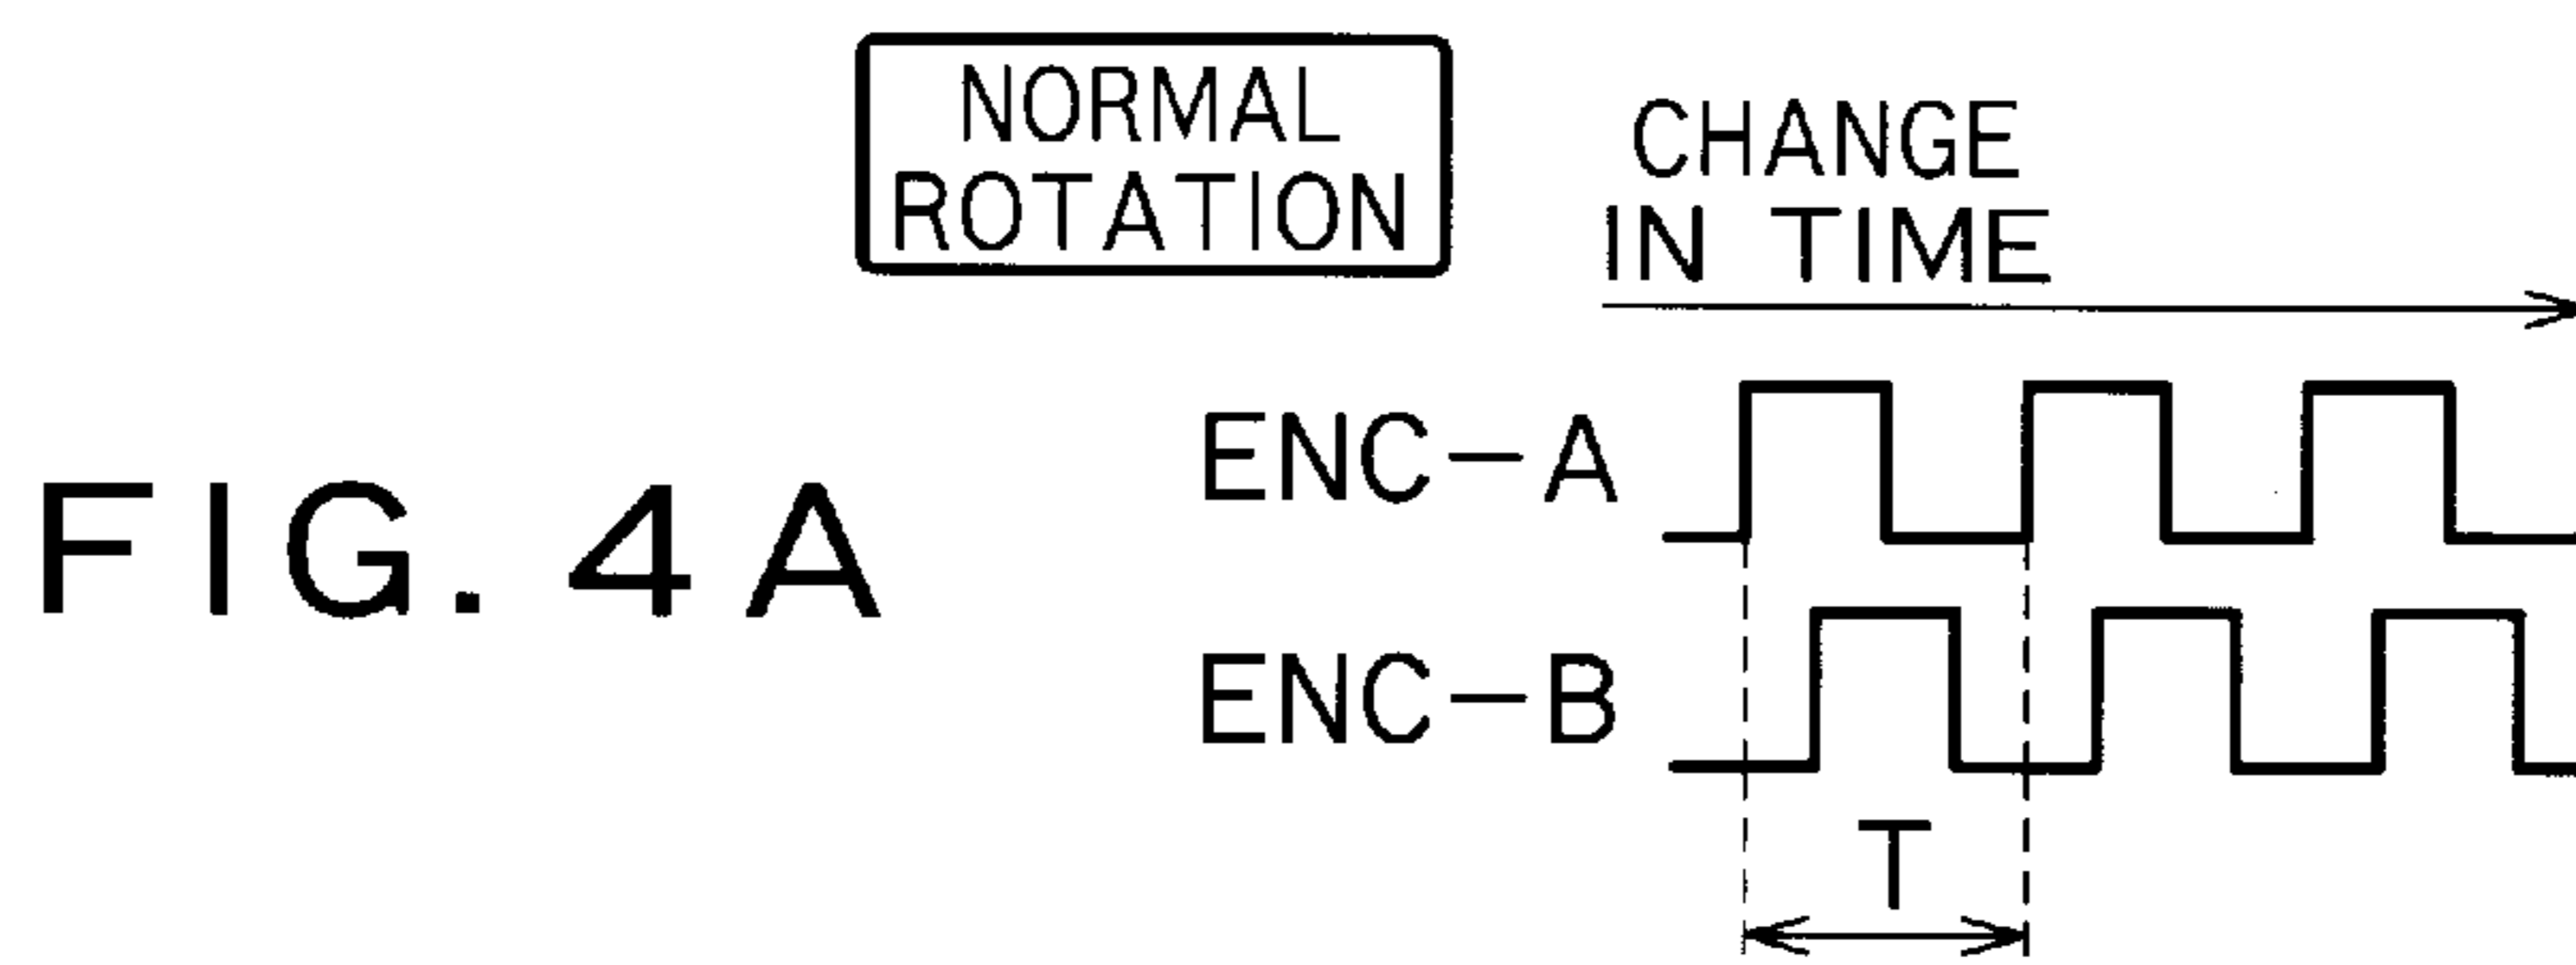 NORMAL
ROTATION
CHANGE
IN TIME
FIG. 4A
ENC-A
ENC-B
T